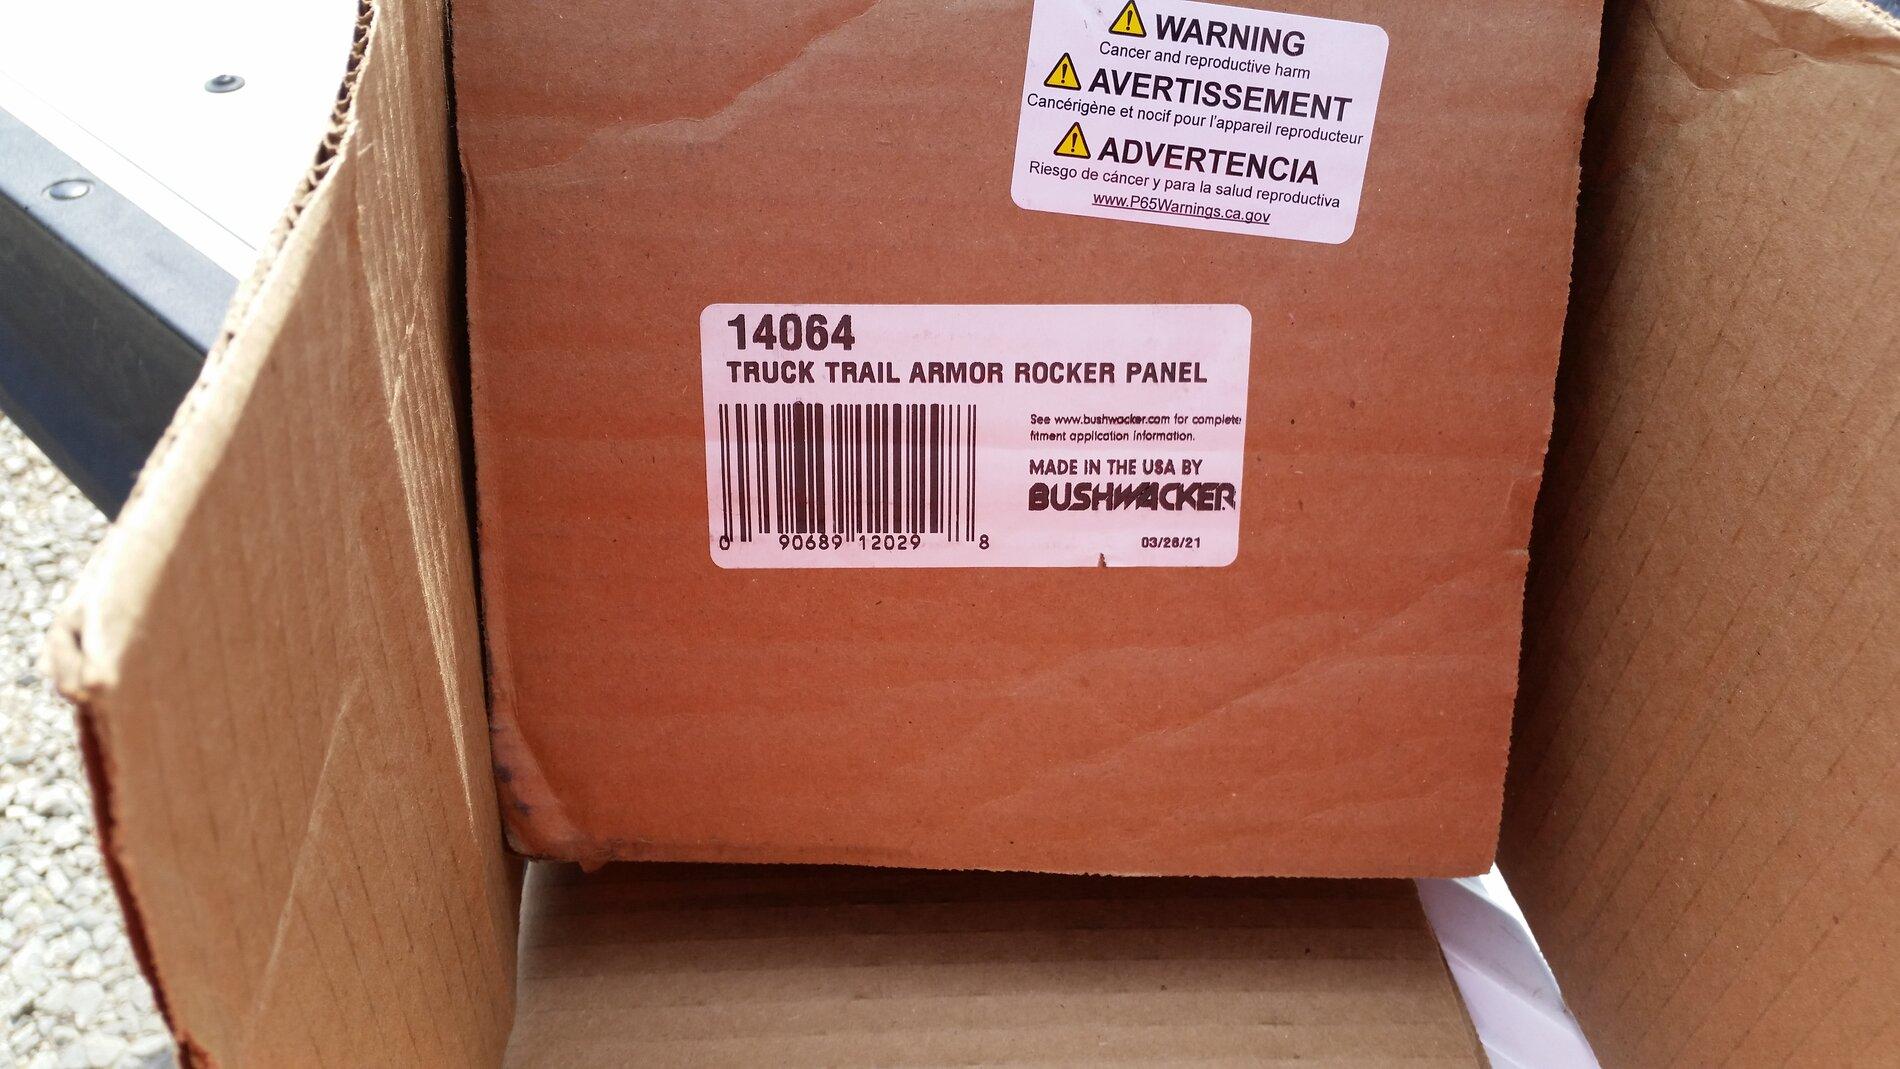 WARNING
Cancer and reproductive harm
AVERTISSEMENT
Cancérigène et nocif pour l'appareil reproducteur
ADVERTENCIA
Riesgo de cáncer y para la salud reproductiva
www.P65Warnings.ca.gov
14064
TRUCK TRAIL ARMOR ROCKER PANEL
See www.bushwacker.com for complete
fitment application information.
MADE IN THE USA BY
BUSHWACKER
0 90689 12029 8
03/26/21